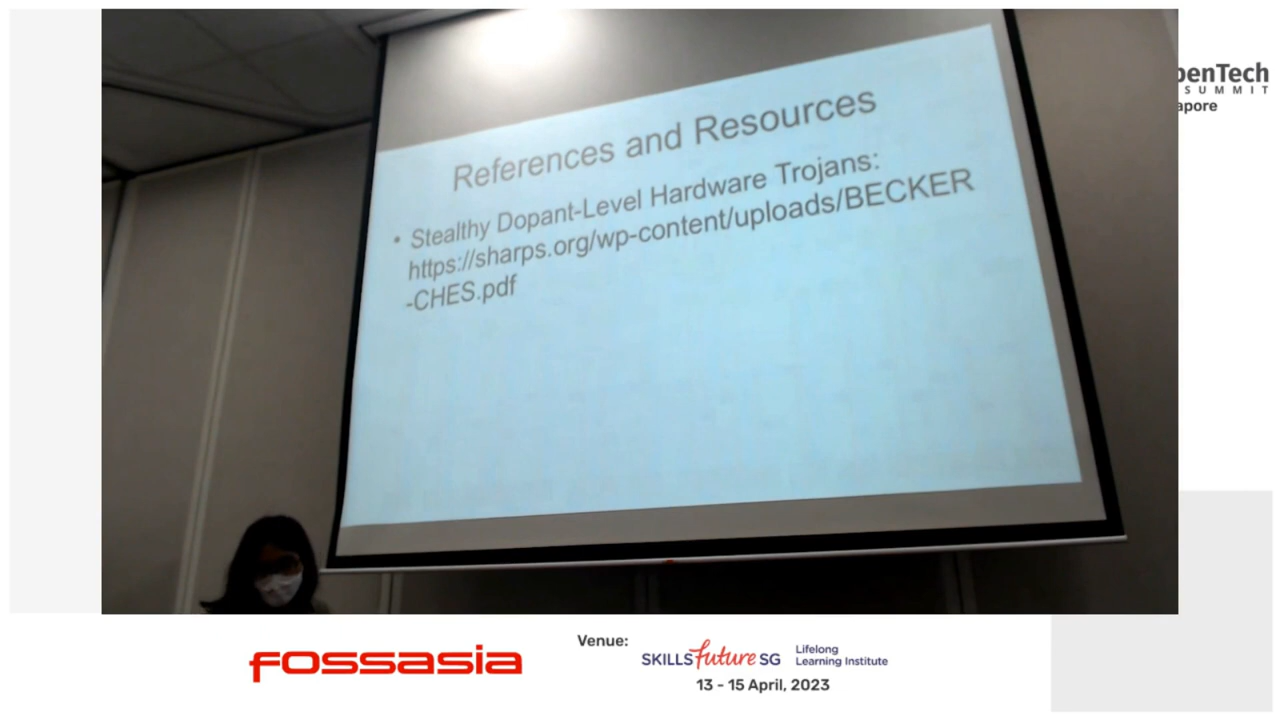 penTech
SUMMIT
apore
References and Resources
• Stealthy Dopant-Level Hardware Trojans:
https://sharps.org/wp-content/uploads/BECKER
-CHES.pdf
fossasia
Venue:
SKILLSfuture SG
Lifelong
Learning Institute
13 - 15 April, 2023